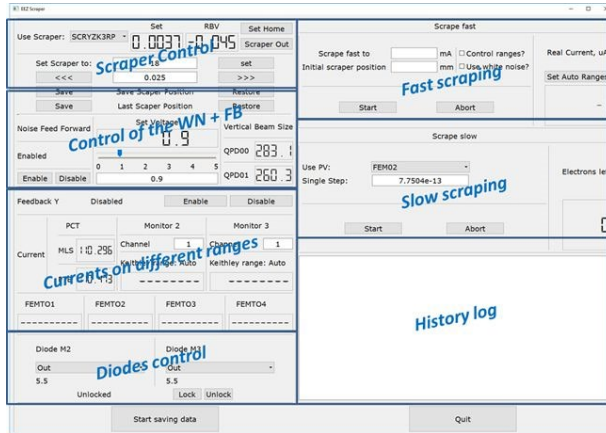 EEZ Scraper
Use Scraper: SCRYZK3RP
Set
RBV
0.0037
-0.045
Set Home
Scraper Out
Set Scraper to:
18
set
<<<
0.025
>>>
Scraper Control
Save
Save Scaper Position
Restore
Save
Last Scaper Position
Restore
Control of the WN + FB
Noise Feed Forward
Set Voltage
0.9
Vertical Beam Size
Enabled
0 1 2 3 4 5
QPD00
283.1
Enable
Disable
0.9
QPD01
260.3
Feedback Y
Disabled
Enable
Disable
PCT
Monitor 2
Monitor 3
Current
MLS
110.296
Channel
1
Channel
1
Keithley range: Auto
Keithley range: Auto
Currents on different ranges
FEMTO1
FEMTO2
FEMTO3
FEMTO4
Diode M2
Diode M3
Out
Out
5.5
5.5
Diodes control
Unlocked
Lock
Unlock
Start saving data
Scrape fast
Scrape fast to
mA
Control ranges?
Initial scraper position
mm
Use white noise?
Fast scraping
Start
Abort
Real Current, uA
Set Auto Ranges
Scrape slow
Use PV:
FEM02
Single Step:
7.7504e-13
Slow scraping
Start
Abort
History log
Quit